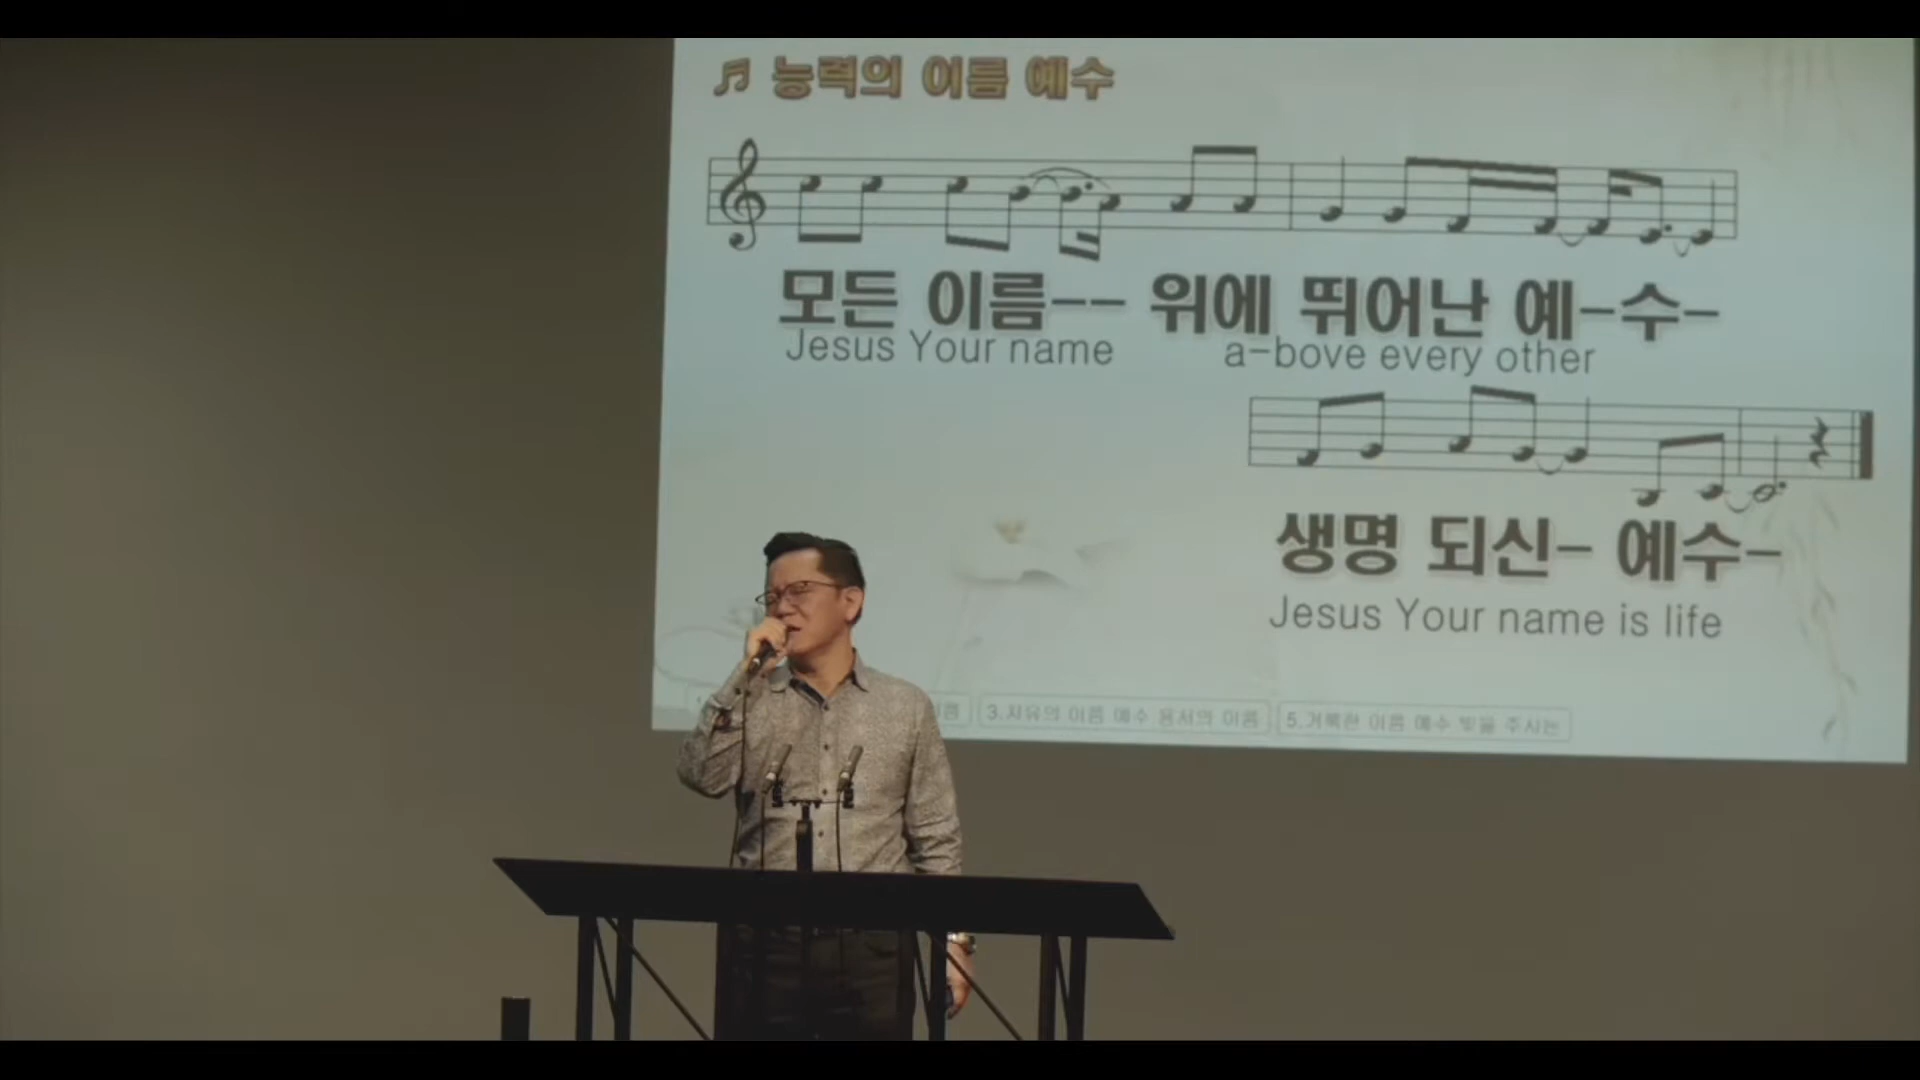 ♬ 능력의 이름 예수
모든 이름-- 위에 뛰어난 예-수-
Jesus Your name a-bove every other
생명 되신- 예수-
Jesus Your name is life
3.자유의 이름 예수 용서의 이름
5.거룩한 이름 예수 빛을 주시는